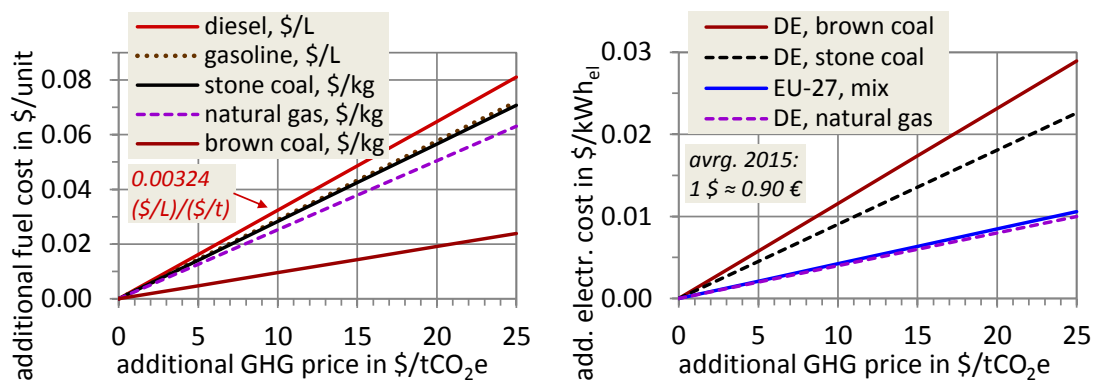 additional fuel cost in $/unit
0.08
0.06
0.04
0.02
0.00
diesel, $/L
gasoline, $/L
stone coal, $/kg
natural gas, $/kg
brown coal, $/kg
0.00324
($/L)/($/t)
0 5 10 15 20 25
additional GHG price in $/tCO₂e
add. electr. cost in $/kWhₑₗ
0.03
0.02
0.01
0.00
DE, brown coal
DE, stone coal
EU-27, mix
DE, natural gas
avrg. 2015:
1 $ ≈ 0.90 €
0 5 10 15 20 25
additional GHG price in $/tCO₂e